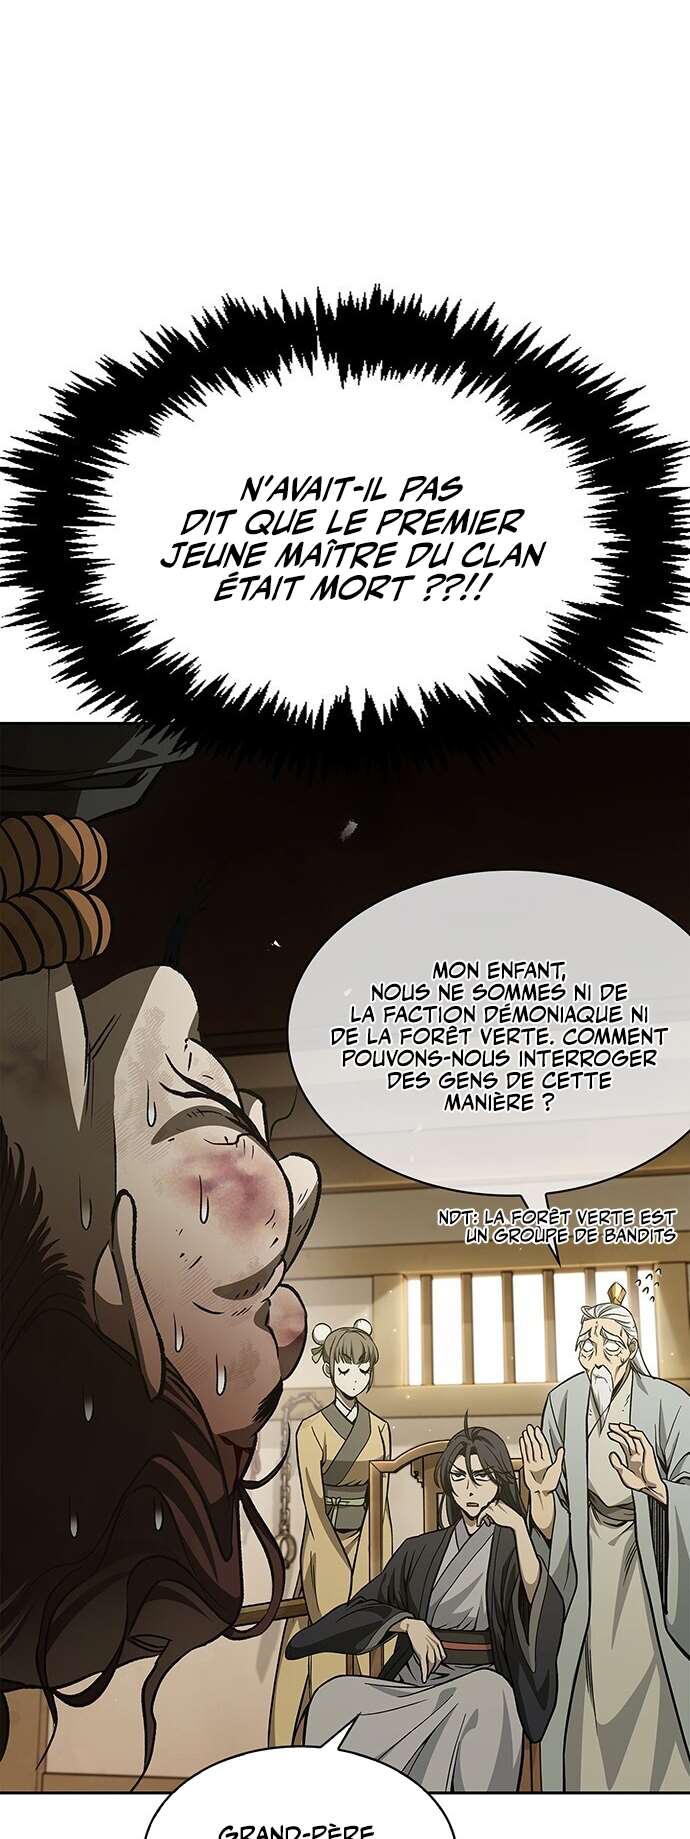 N'AVAIT-IL PAS
DIT QUE LE PREMIER
JEUNE MAÎTRE DU CLAN
ÉTAIT MORT ??!!
MON ENFANT,
NOUS NE SOMMES NI DE
LA FACTION DÉMONIAQUE NI
DE LA FORÊT VERTE. COMMENT
POUVONS-NOUS INTERROGER
DES GENS DE CETTE
MANIÈRE ?
NDT: LA FORÊT VERTE EST
UN GROUPE DE BANDITS
GRAND-PÈRE